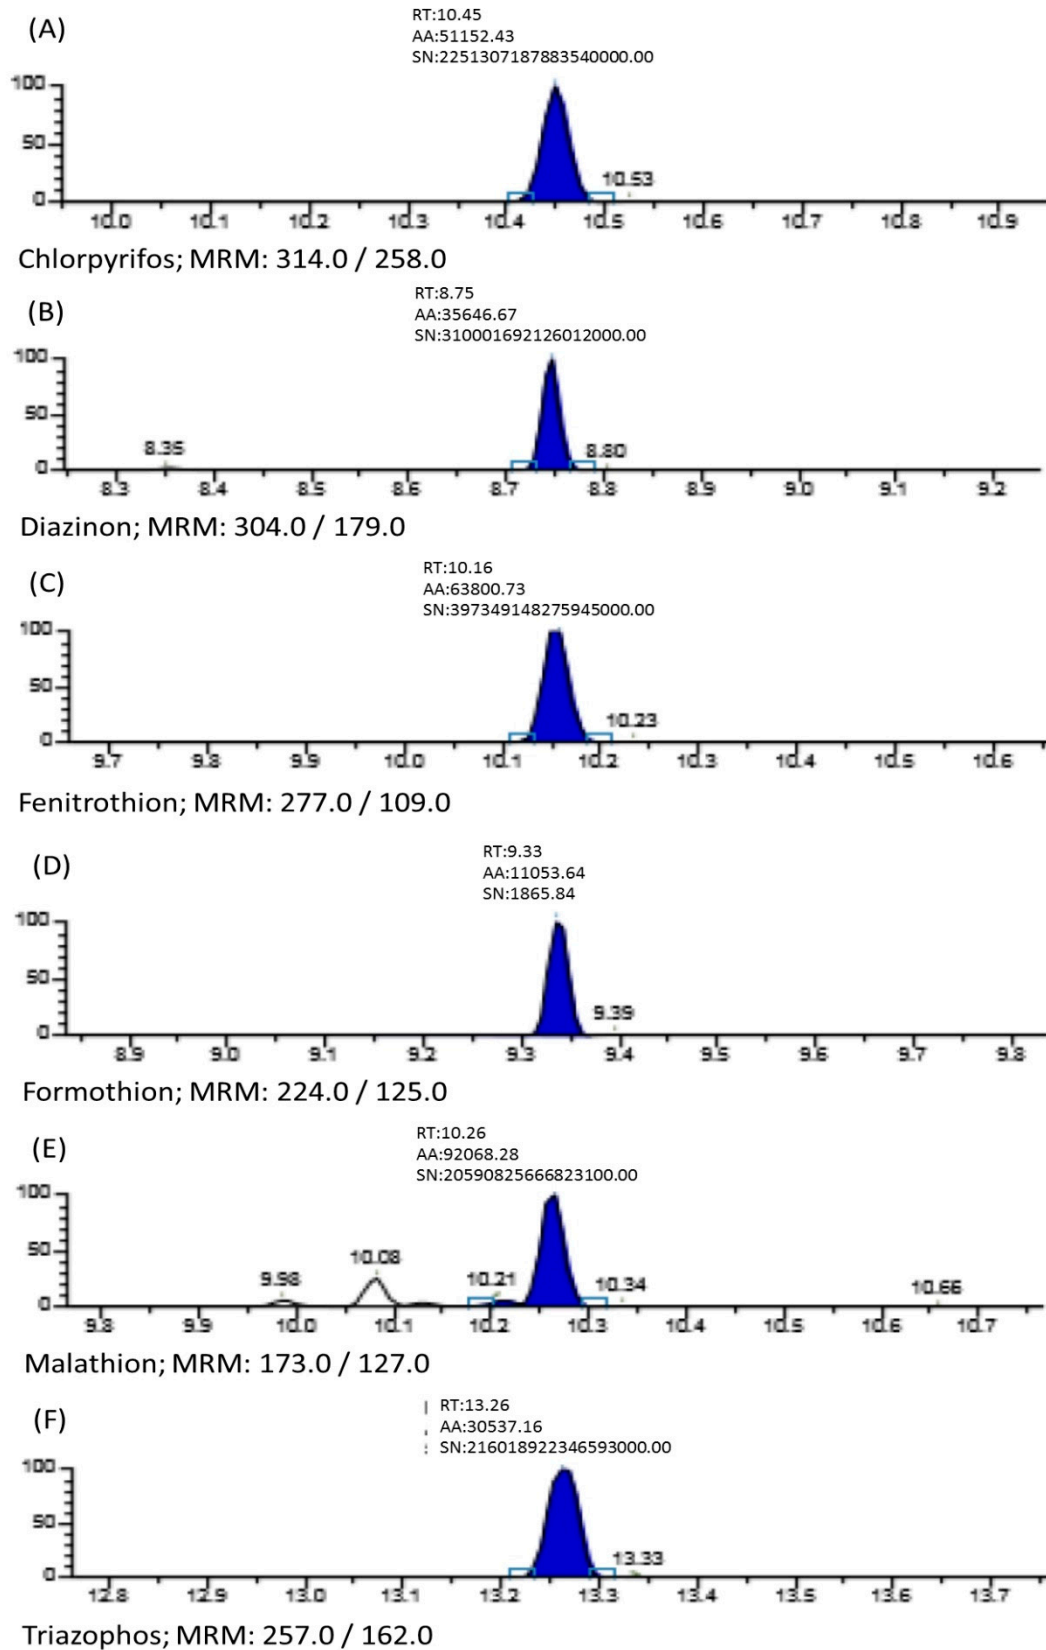 (A)
RT:10.45
AA:51152.43
SN:2251307187883540000.00
100
50
0
10.53
10.0 10.1 10.2 10.3 10.4 10.5 10.6 10.7 10.8 10.9
Chlorpyrifos; MRM: 314.0 / 258.0
(B)
RT:8.75
AA:35646.67
SN:310001692126012000.00
100
50
0
8.35 8.80
8.3 8.4 8.5 8.6 8.7 8.8 8.9 9.0 9.1 9.2
Diazinon; MRM: 304.0 / 179.0
(C)
RT:10.16
AA:63800.73
SN:397349148275945000.00
100
50
0
10.23
9.7 9.8 9.9 10.0 10.1 10.2 10.3 10.4 10.5 10.6
Fenitrothion; MRM: 277.0 / 109.0
(D)
RT:9.33
AA:11053.64
SN:1865.84
100
50
0
9.39
8.9 9.0 9.1 9.2 9.3 9.4 9.5 9.6 9.7 9.8
Formothion; MRM: 224.0 / 125.0
(E)
RT:10.26
AA:92068.28
SN:20590825666823100.00
100
50
0
9.98 10.08 10.21 10.34 10.66
9.8 9.9 10.0 10.1 10.2 10.3 10.4 10.5 10.6 10.7
Malathion; MRM: 173.0 / 127.0
(F)
RT:13.26
AA:30537.16
SN:216018922346593000.00
100
50
0
13.33
12.8 12.9 13.0 13.1 13.2 13.3 13.4 13.5 13.6 13.7
Triazophos; MRM: 257.0 / 162.0